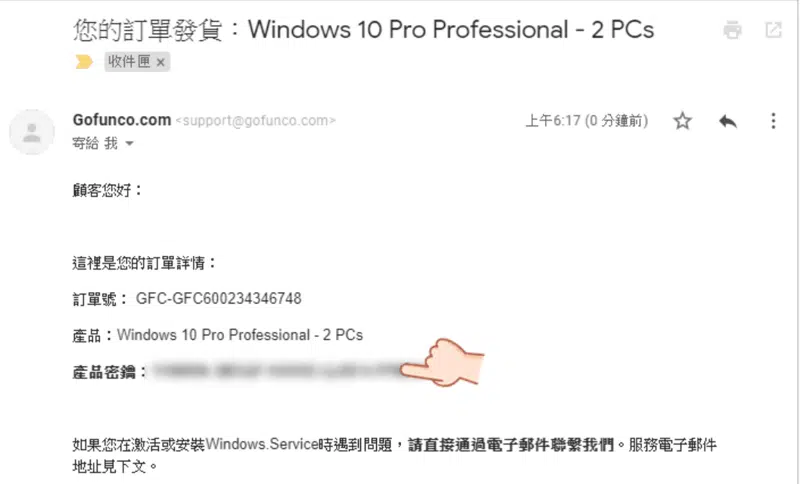 您的訂單發貨：Windows 10 Pro Professional - 2 PCs
收件匣 ×
Gofunco.com <support@gofunco.com>
上午6:17 (0 分鐘前)
寄給 我
顧客您好：
這裡是您的訂單詳情：
訂單號： GFC-GFC600234346748
產品：Windows 10 Pro Professional - 2 PCs
產品密鑰：
如果您在激活或安裝Windows.Service時遇到問題，請直接通過電子郵件聯繫我們。服務電子郵件
地址見下文。